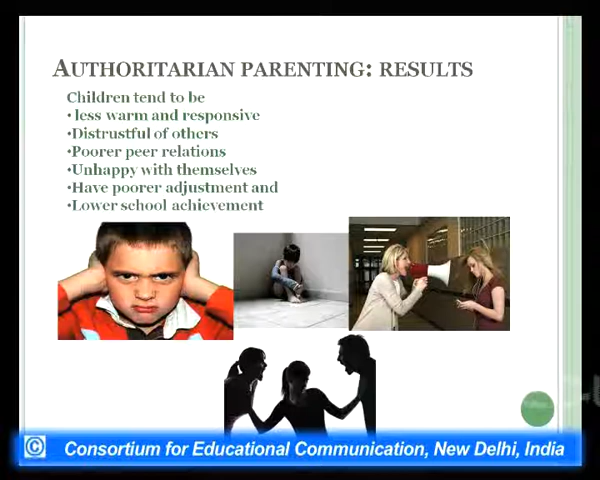 AUTHORITARIAN PARENTING: RESULTS
Children tend to be
• less warm and responsive
•Distrustful of others
•Poorer peer relations
•Unhappy with themselves
•Have poorer adjustment and
•Lower school achievement
© Consortium for Educational Communication, New Delhi, India